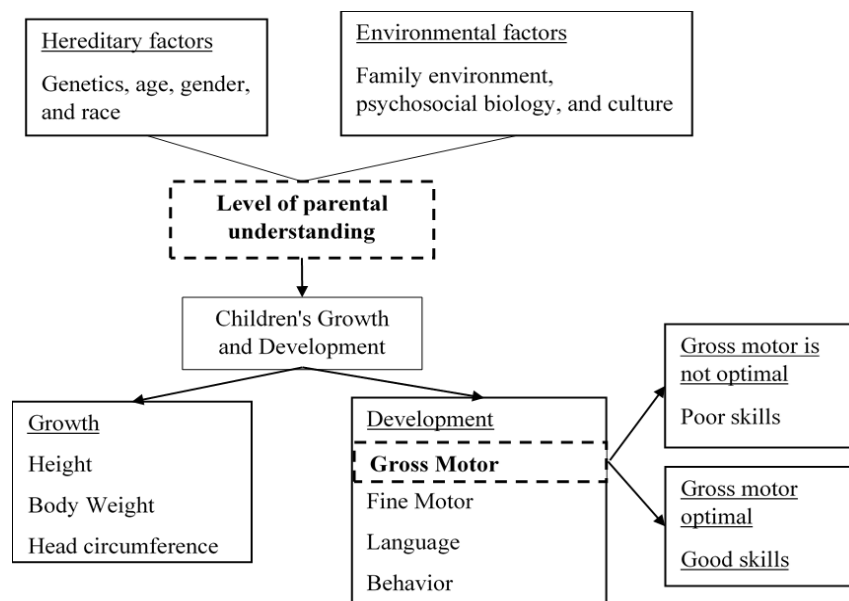 Hereditary factors
Genetics, age, gender,
and race
Environmental factors
Family environment,
psychosocial biology, and culture
Level of parental
understanding
Children's Growth
and Development
Growth
Height
Body Weight
Head circumference
Development
Gross Motor
Fine Motor
Language
Behavior
Gross motor is
not optimal
Poor skills
Gross motor
optimal
Good skills